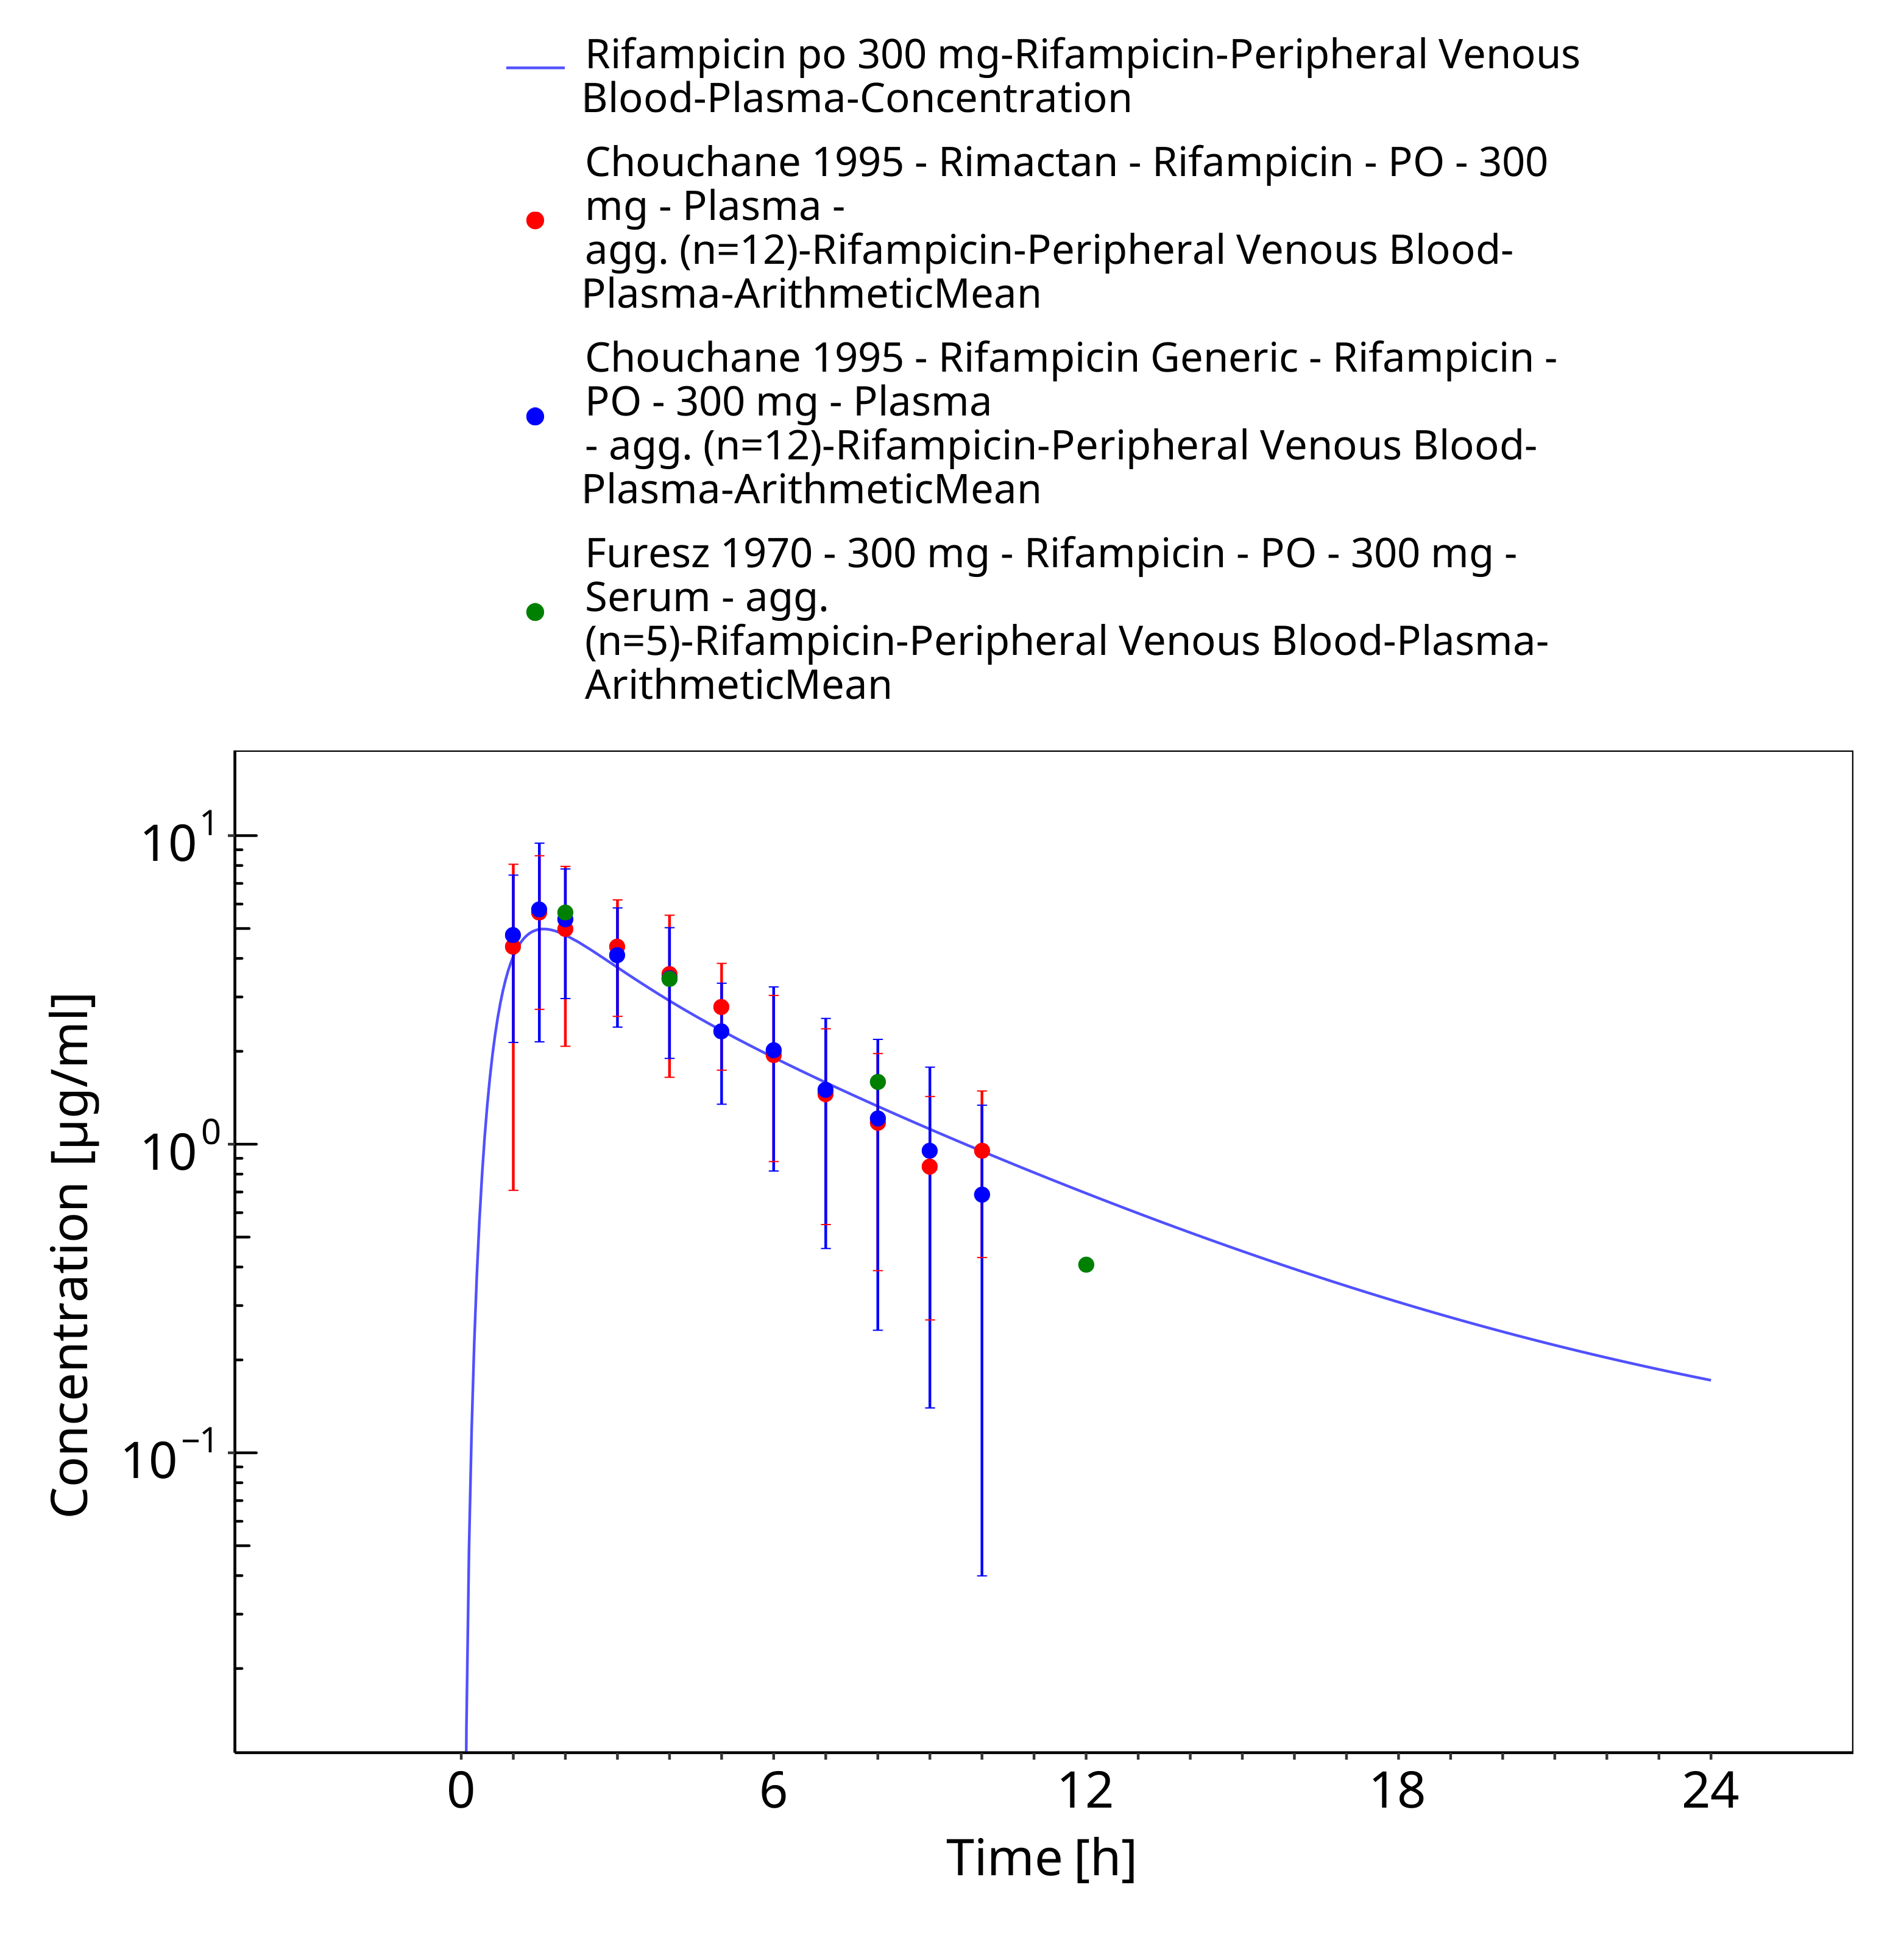 Rifampicin po 300 mg-Rifampicin-Peripheral Venous
Blood-Plasma-Concentration
Chouchane 1995 - Rimactan - Rifampicin - PO - 300
mg - Plasma -
agg. (n=12)-Rifampicin-Peripheral Venous Blood-
Plasma-ArithmeticMean
Chouchane 1995 - Rifampicin Generic - Rifampicin -
PO - 300 mg - Plasma
- agg. (n=12)-Rifampicin-Peripheral Venous Blood-
Plasma-ArithmeticMean
Furesz 1970 - 300 mg - Rifampicin - PO - 300 mg -
Serum - agg.
(n=5)-Rifampicin-Peripheral Venous Blood-Plasma-
ArithmeticMean
Concentration [µg/ml]
10¹
10⁰
10⁻¹
0 6 12 18 24
Time [h]